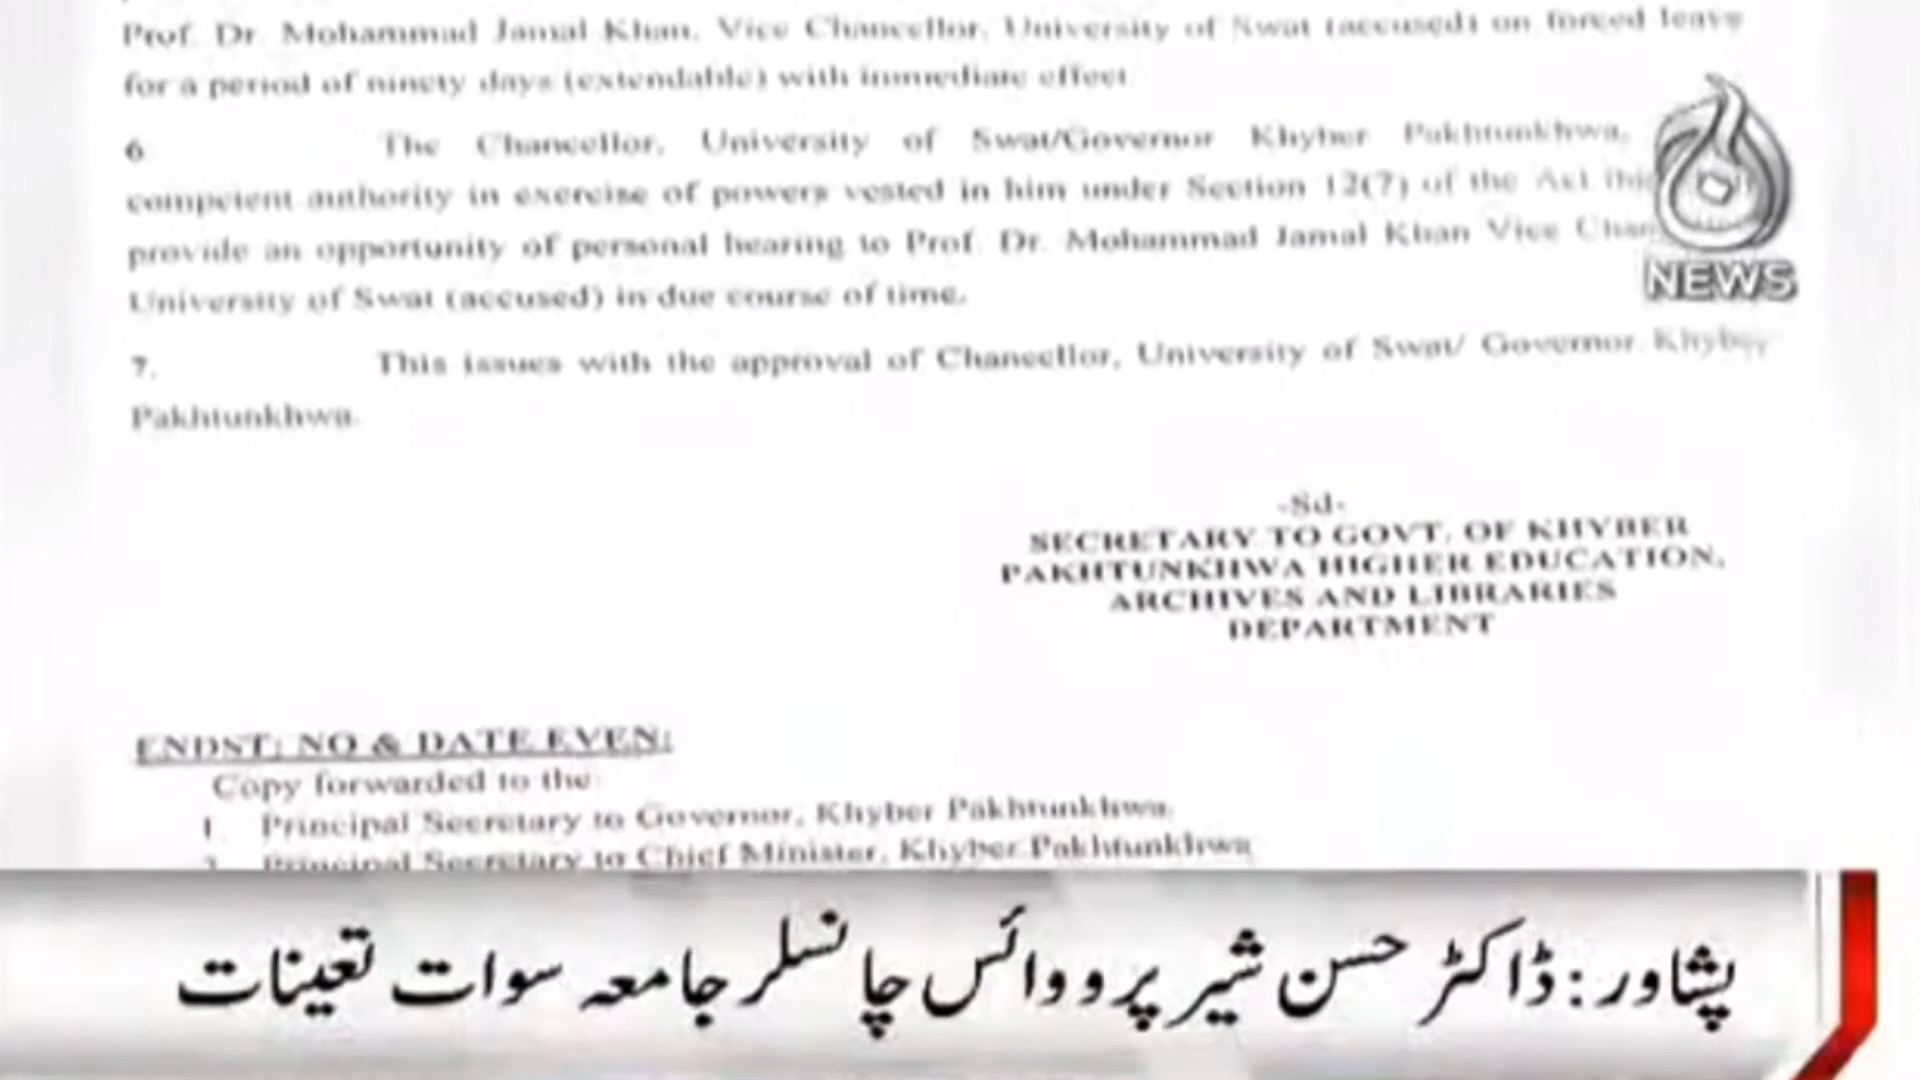 Prof. Dr. Mohammad Jamal Khan, Vice Chancellor, University of Swat (accused) on forced leave
for a period of ninety days (extendable) with immediate effect
6 The Chancellor, University of Swat/Governor Khyber Pakhtunkhwa,
competent authority in exercise of powers vested in him under Section 12(7) of the Act
provide an opportunity of personal hearing to Prof. Dr. Mohammad Jamal Khan Vice
University of Swat (accused) in due course of time.
7. This issues with the approval of Chancellor, University of Swat/ Governor Khyber
Pakhtunkhwa.
NEWS
-Sd-
SECRETARY TO GOVT. OF KHYBER
PAKHTUNKHWA HIGHER EDUCATION,
ARCHIVES AND LIBRARIES
DEPARTMENT
ENDST: NO & DATE EVEN:
Copy forwarded to the:
1. Principal Secretary to Governor, Khyber Pakhtunkhwa.
2. Principal Secretary to Chief Minister, Khyber Pakhtunkhwa
پشاور: ڈاکٹر حسن شیر پرو وائس چانسلر جامعہ سوات تعینات